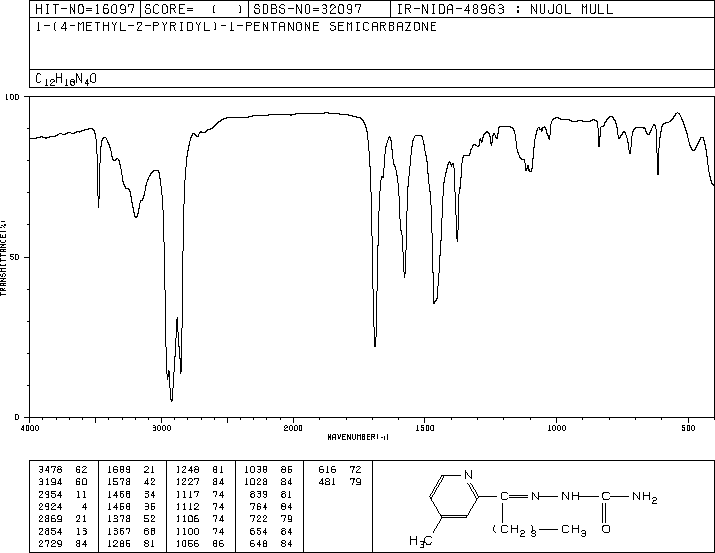 HIT-NO=16097 SCORE= ( ) SDBS-NO=32097 IR-NIDA-48963 : NUJOL MULL
1-(4-METHYL-2-PYRIDYL)-1-PENTANONE SEMICARBAZONE
C12H18N4O
100
50
0
TRANSMITTANCE(%)
4000 3000 2000 1500 1000 500
WAVENUMBER(-1)
3478 62 1689 21 1248 81 1038 86 616 72
3194 60 1578 42 1227 84 1028 84 481 79
2954 11 1468 34 1117 74 839 81
2924 4 1458 36 1112 74 764 84
2869 21 1378 52 1106 74 722 79
2854 13 1367 68 1100 74 654 84
2729 84 1286 81 1056 86 648 84
N
C N NH C NH2
H3C (CH2)3 CH3 O